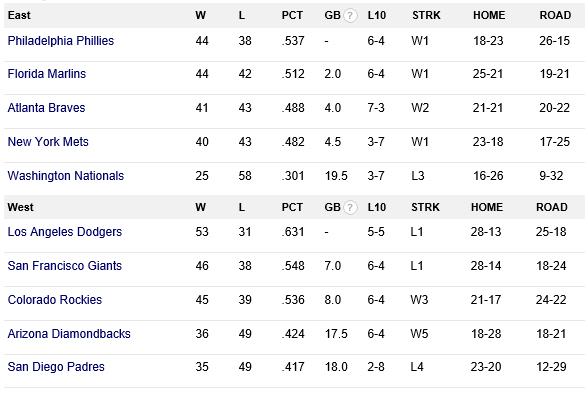 East W L PCT GB ? L10 STRK HOME ROAD
Philadelphia Phillies 44 38 .537 - 6-4 W1 18-23 26-15
Florida Marlins 44 42 .512 2.0 6-4 W1 25-21 19-21
Atlanta Braves 41 43 .488 4.0 7-3 W2 21-21 20-22
New York Mets 40 43 .482 4.5 3-7 W1 23-18 17-25
Washington Nationals 25 58 .301 19.5 3-7 L3 16-26 9-32
West W L PCT GB ? L10 STRK HOME ROAD
Los Angeles Dodgers 53 31 .631 - 5-5 L1 28-13 25-18
San Francisco Giants 46 38 .548 7.0 6-4 L1 28-14 18-24
Colorado Rockies 45 39 .536 8.0 6-4 W3 21-17 24-22
Arizona Diamondbacks 36 49 .424 17.5 6-4 W5 18-28 18-21
San Diego Padres 35 49 .417 18.0 2-8 L4 23-20 12-29